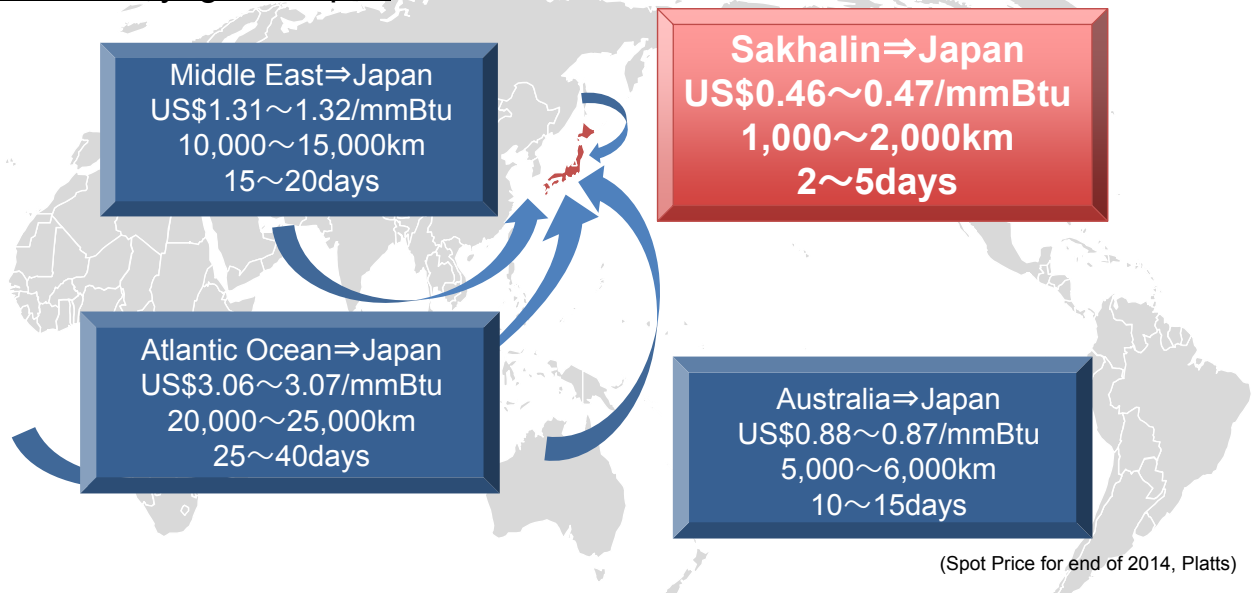 Middle East⇒Japan
US$1.31～1.32/mmBtu
10,000～15,000km
15～20days
Sakhalin⇒Japan
US$0.46～0.47/mmBtu
1,000～2,000km
2～5days
Atlantic Ocean⇒Japan
US$3.06～3.07/mmBtu
20,000～25,000km
25～40days
Australia⇒Japan
US$0.88～0.87/mmBtu
5,000～6,000km
10～15days
(Spot Price for end of 2014, Platts)